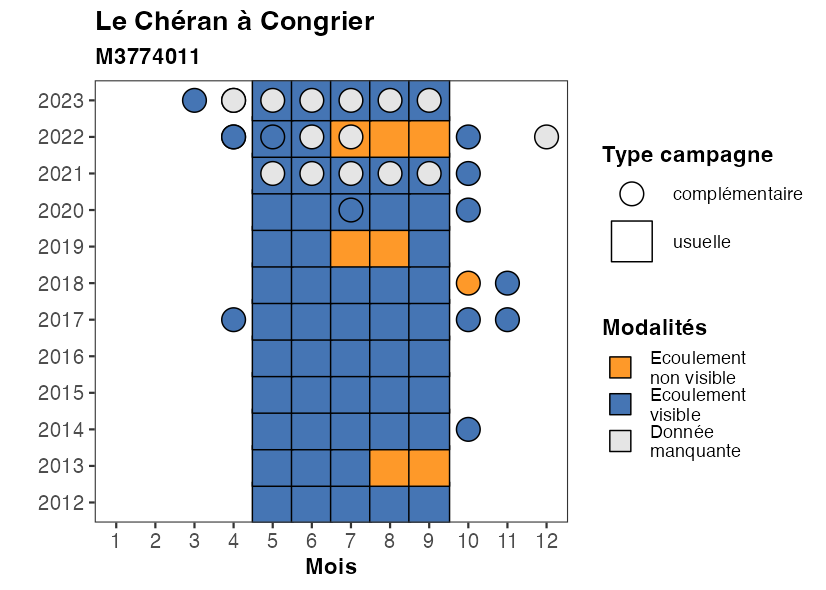 Le Chéran à Congrier
M3774011
2023
2022
2021
2020
2019
2018
2017
2016
2015
2014
2013
2012
1 2 3 4 5 6 7 8 9 10 11 12
Mois
Type campagne
complémentaire
usuelle
Modalités
Ecoulement
non visible
Ecoulement
visible
Donnée
manquante